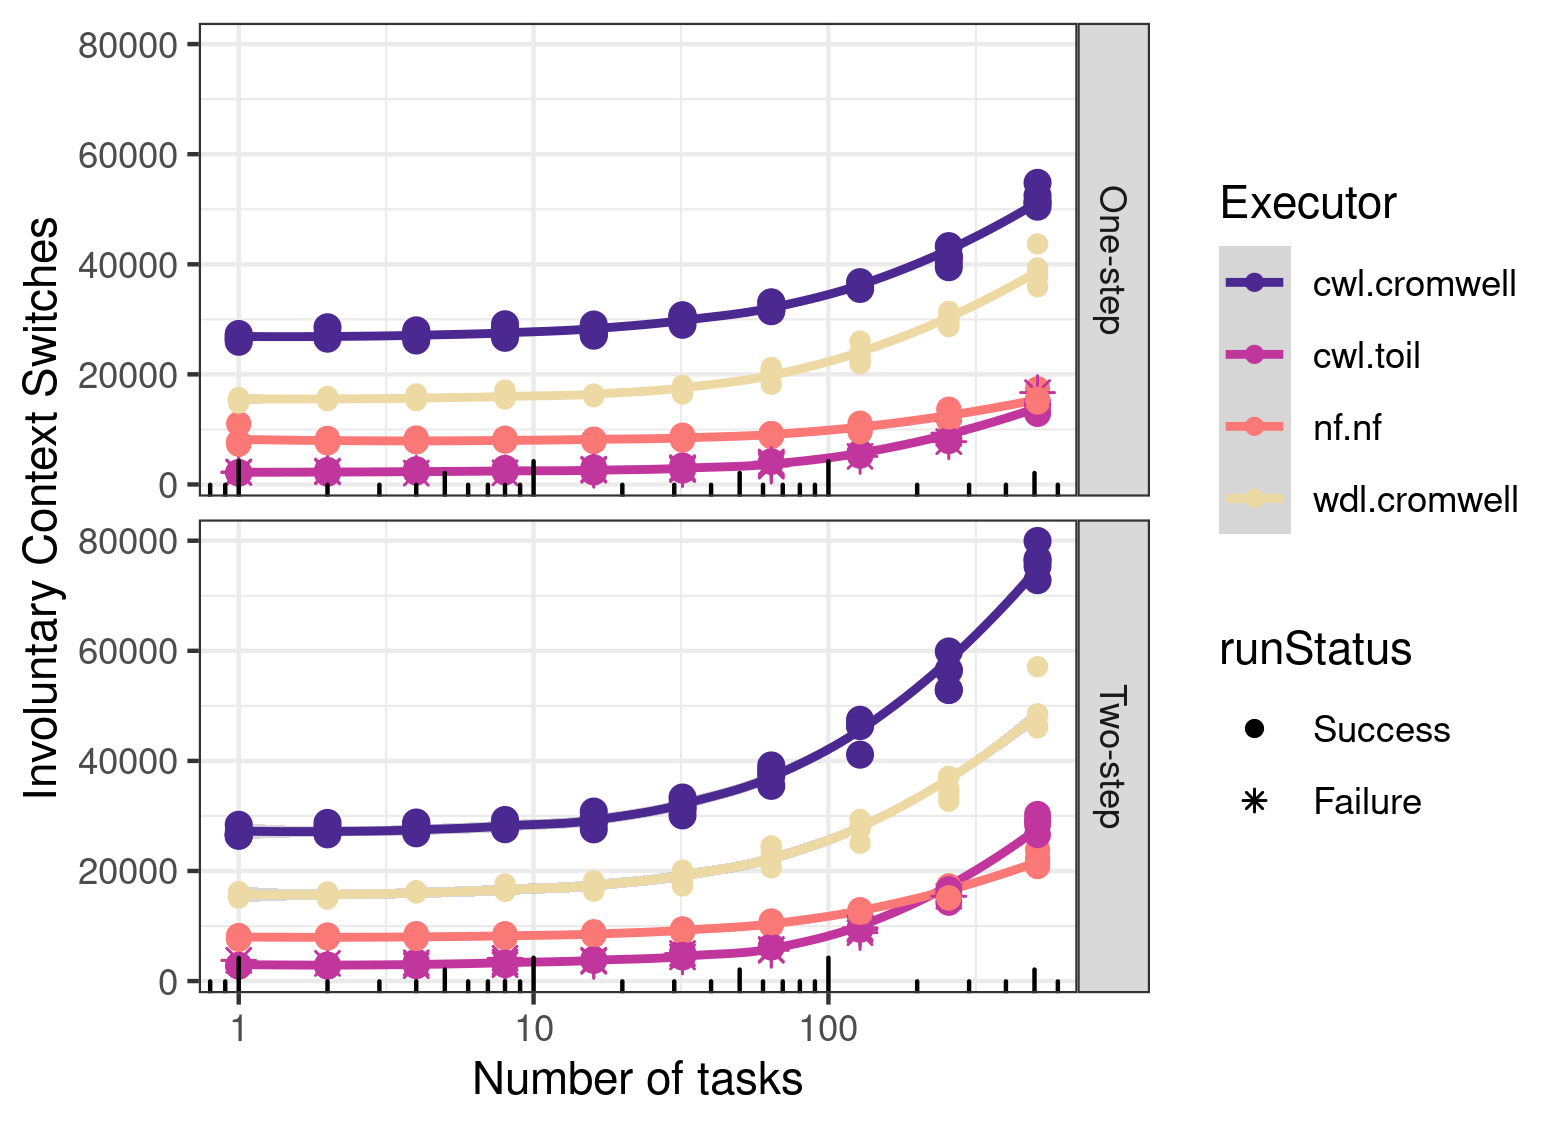 Involuntary Context Switches
80000
60000
40000
20000
0
One-step
80000
60000
40000
20000
0
Two-step
1
10
100
Number of tasks
Executor
cwl.cromwell
cwl.toil
nf.nf
wdl.cromwell
runStatus
Success
Failure